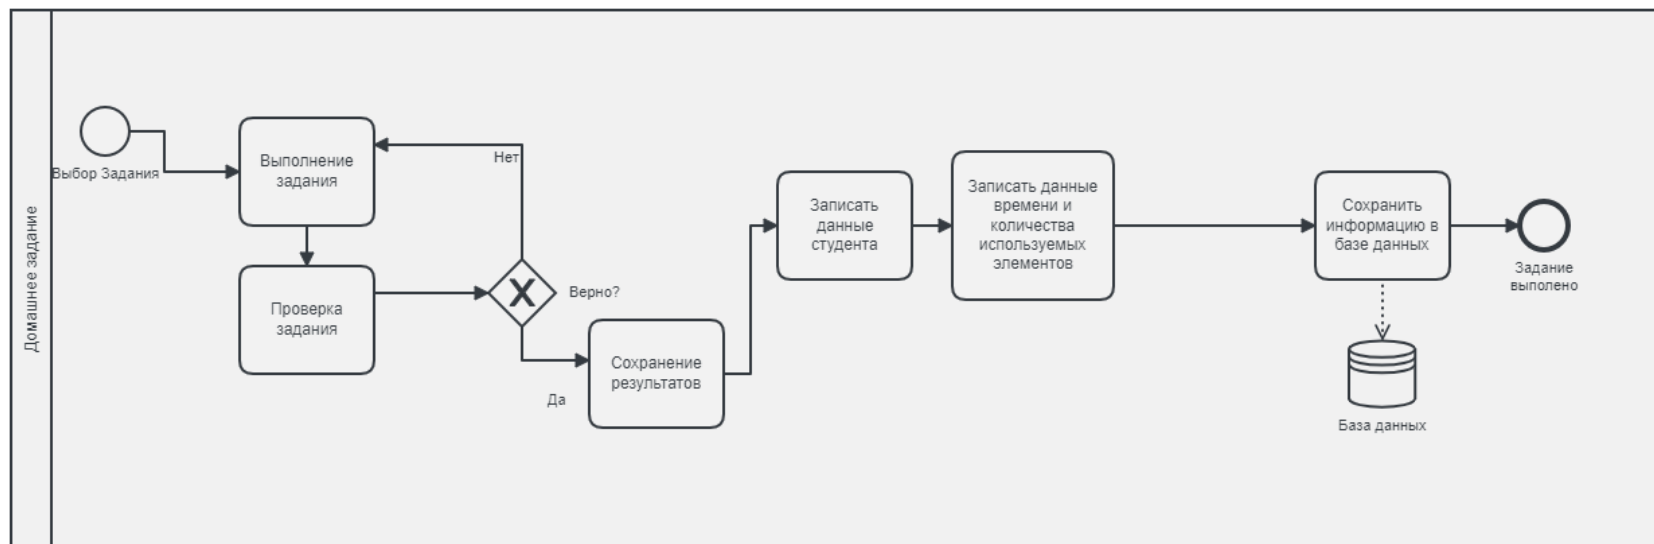 Домашнее задание
Выбор Задания
Выполнение
задания
Проверка
задания
Нет
X
Верно?
Да
Сохранение
результатов
Записать
данные
студента
Записать данные
времени и
количества
используемых
элементов
Сохранить
информацию в
базе данных
База данных
Задание
выполено